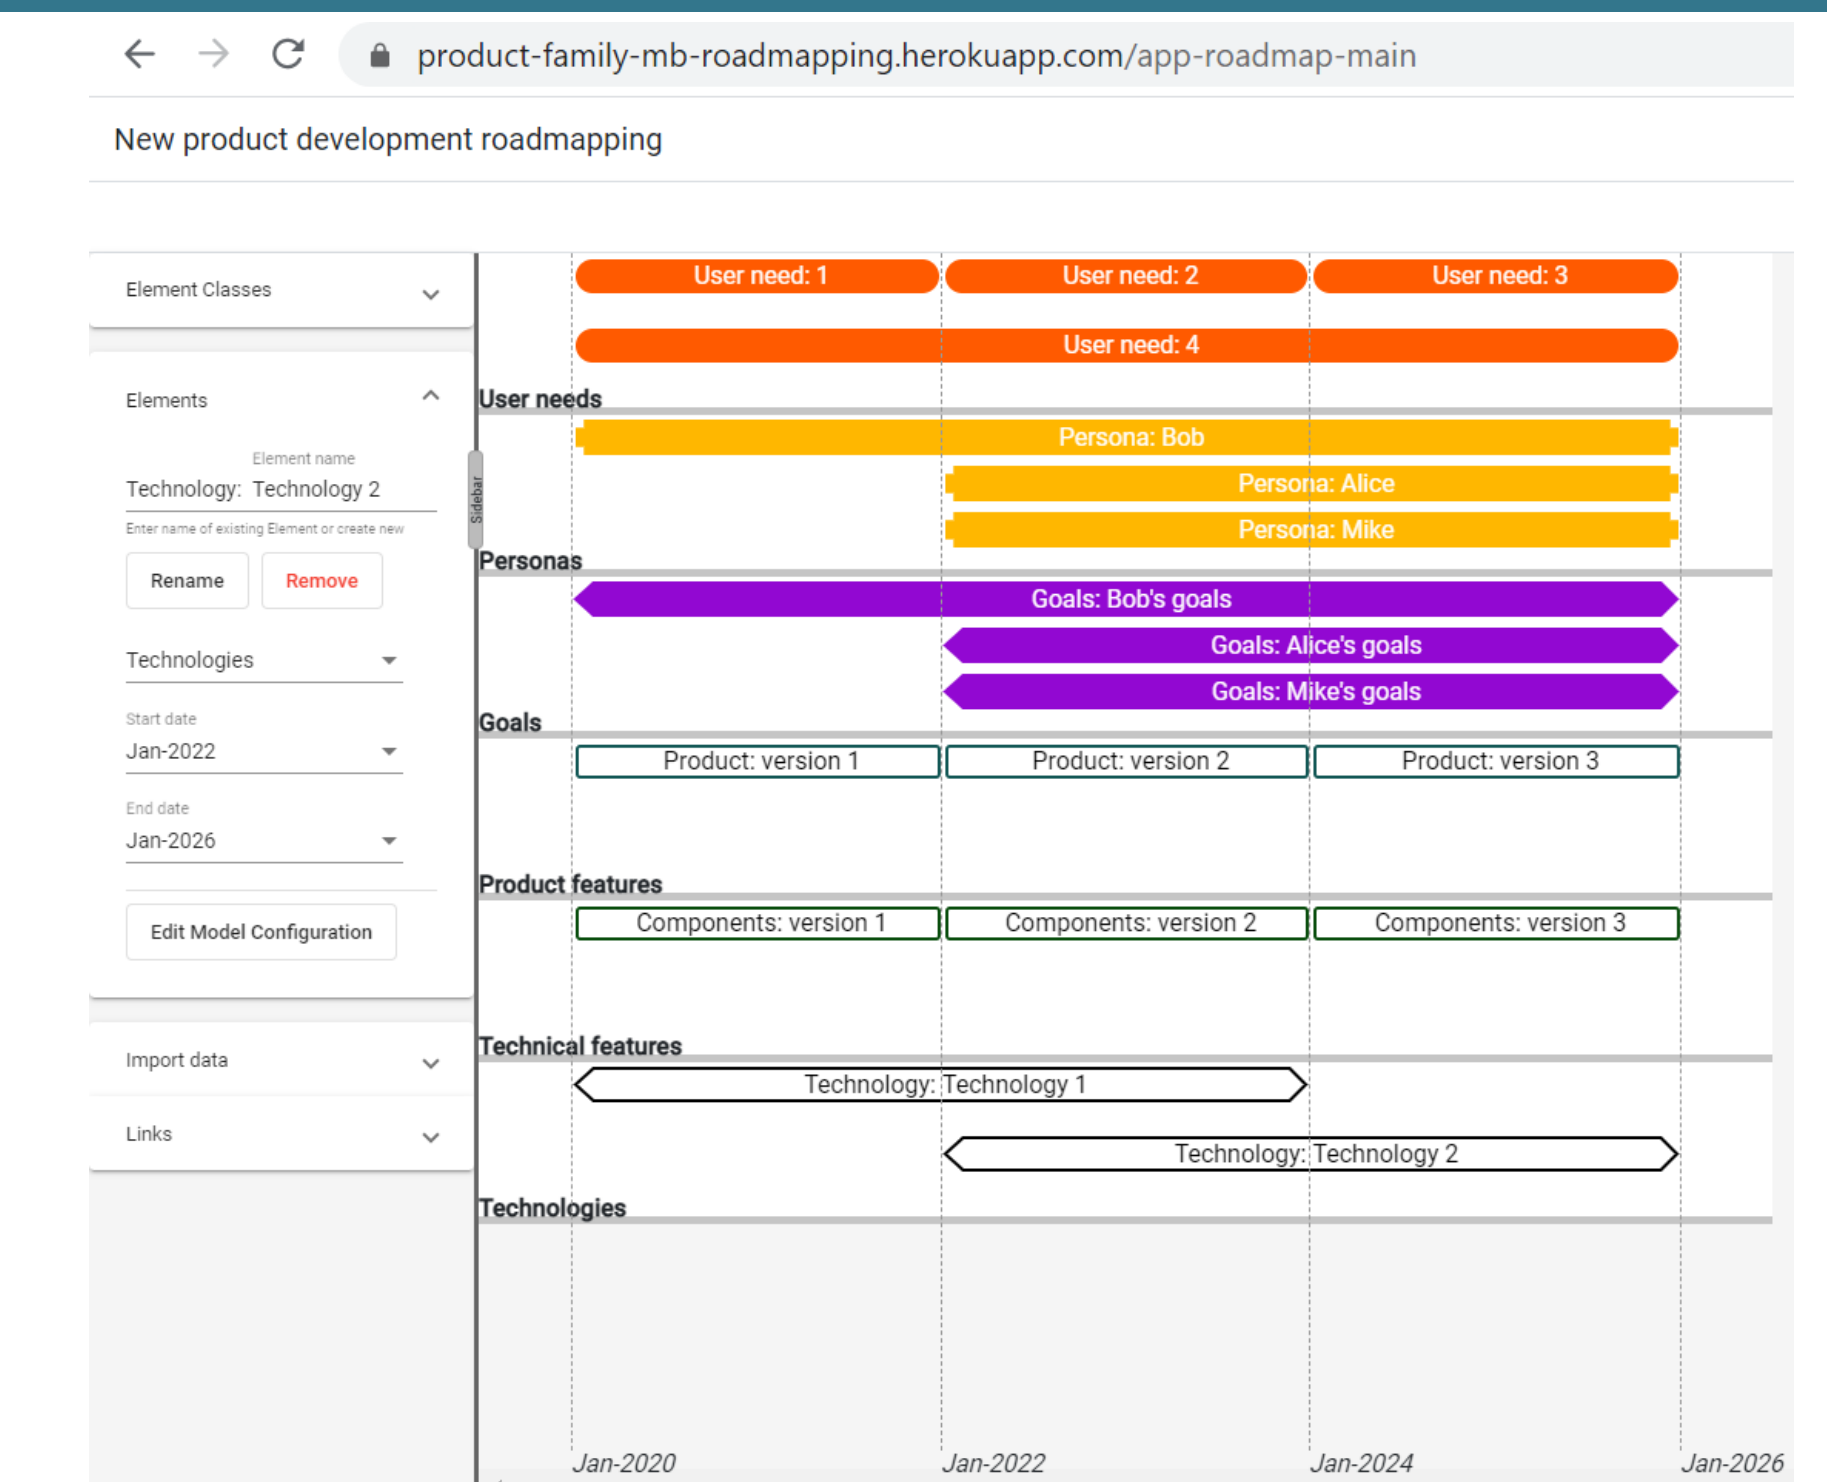 product-family-mb-roadmapping.herokuapp.com/app-roadmap-main
New product development roadmapping
Element Classes
Elements
Element name
Technology: Technology 2
Enter name of existing Element or create new
Rename Remove
Technologies
Start date
Jan-2022
End date
Jan-2026
Edit Model Configuration
Import data
Links
Sidebar
User need: 1 User need: 2 User need: 3
User need: 4
User needs
Persona: Bob
Persona: Alice
Persona: Mike
Personas
Goals: Bob's goals
Goals: Alice's goals
Goals: Mike's goals
Goals
Product: version 1 Product: version 2 Product: version 3
Product features
Components: version 1 Components: version 2 Components: version 3
Technical features
Technology: Technology 1
Technology: Technology 2
Technologies
Jan-2020 Jan-2022 Jan-2024 Jan-2026